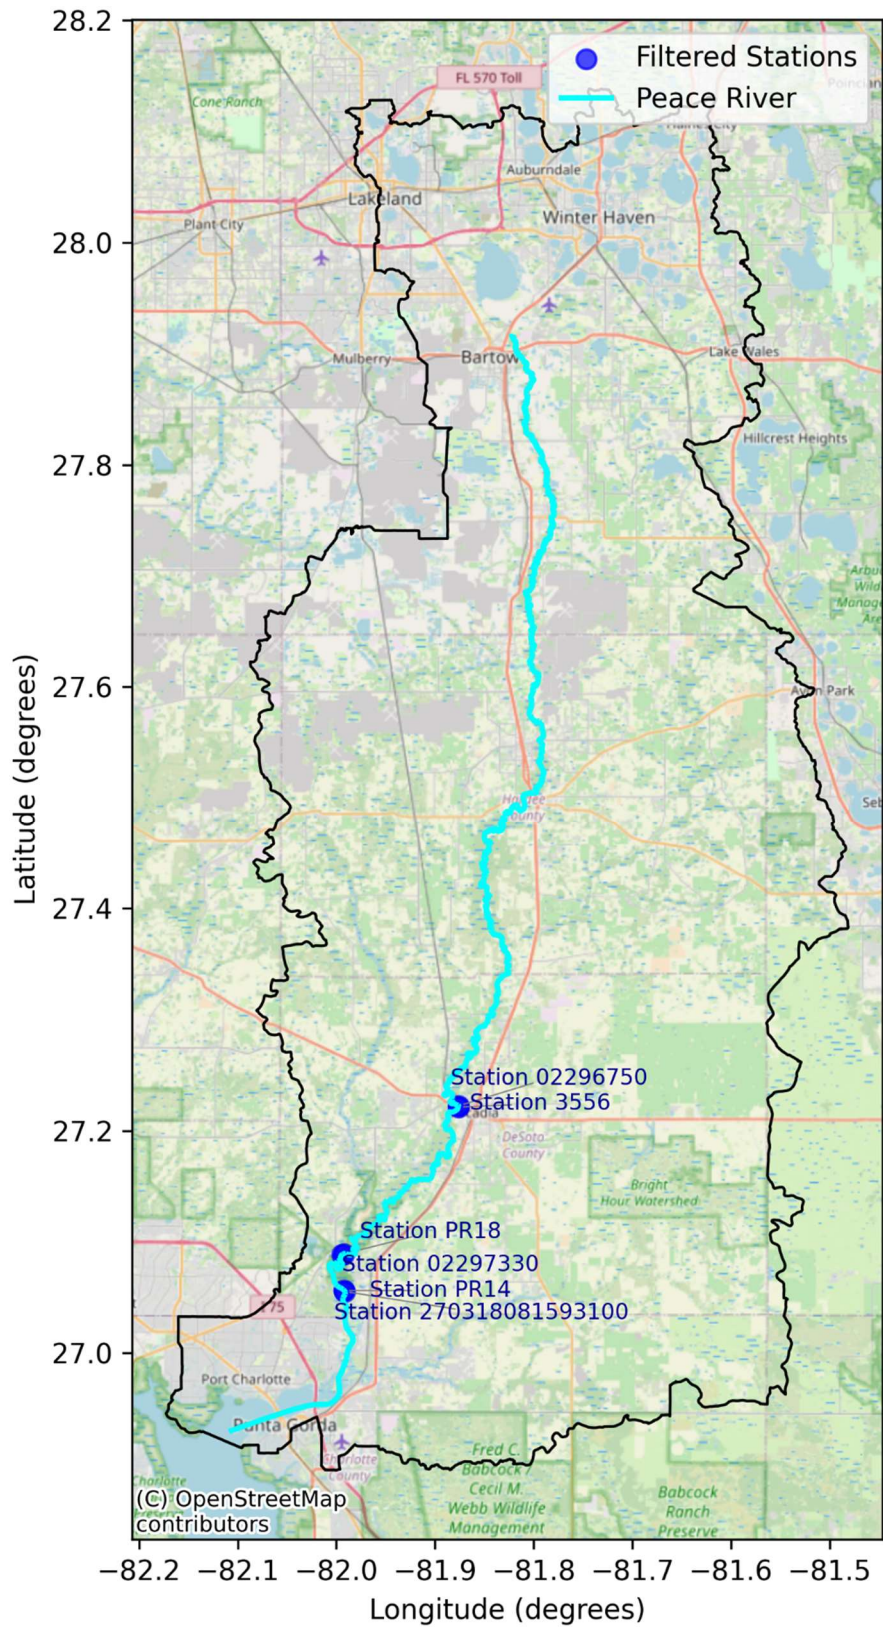 28.2
FL 570 Toll
Filtered Stations
Peace River
Cone Ranch
Haines City
Auburndale
Lakeland
Plant City
Winter Haven
28.0
Mulberry
Bartow
Lake Wales
Hillcrest Heights
27.8
Latitude (degrees)
27.6
Avon Park
Hardee
County
Seb
27.4
Station 02296750
Station 3556
27.2
DeSoto
County
Bright
Hour Watershed
Station PR18
Station 02297330
Station PR14
Station 270318081593100
75
27.0
Port Charlotte
Punta Gorda
Charlotte
County
Fred C.
Babcock /
Cecil M.
Webb Wildlife
Management
Babcock
Ranch
Preserve
Charlotte
(C) OpenStreetMap
contributors
−82.2 −82.1 −82.0 −81.9 −81.8 −81.7 −81.6 −81.5
Longitude (degrees)